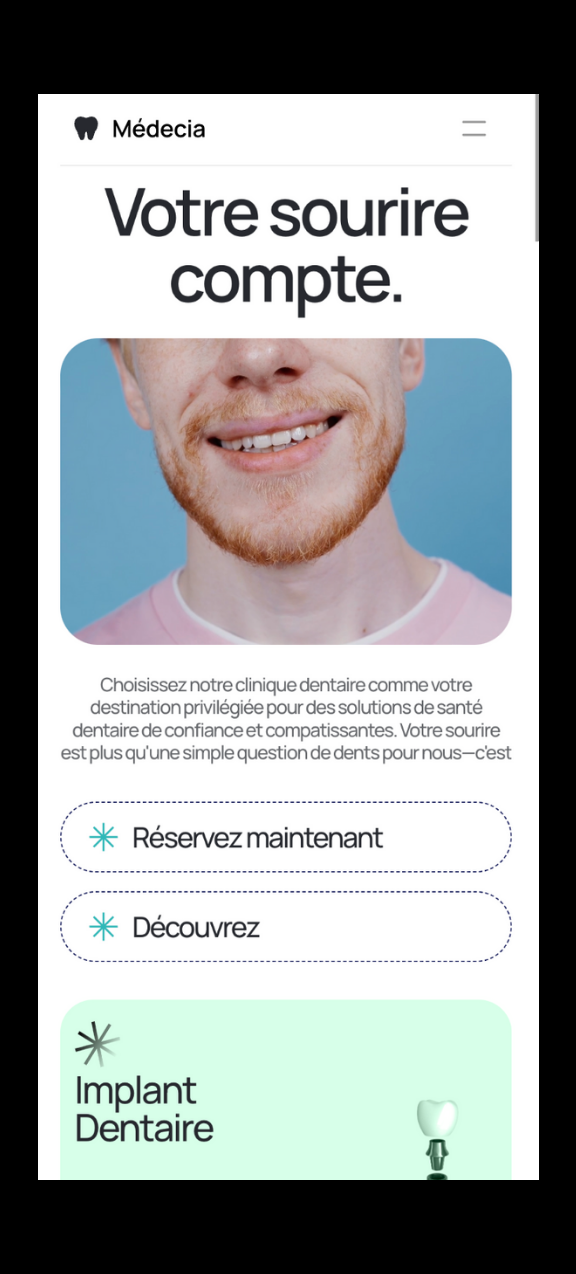 Médecia
Votre sourire
compte.
Choisissez notre clinique dentaire comme votre
destination privilégiée pour des solutions de santé
dentaire de confiance et compatissantes. Votre sourire
est plus qu'une simple question de dents pour nous—c'est
Réservez maintenant
Découvrez
Implant
Dentaire